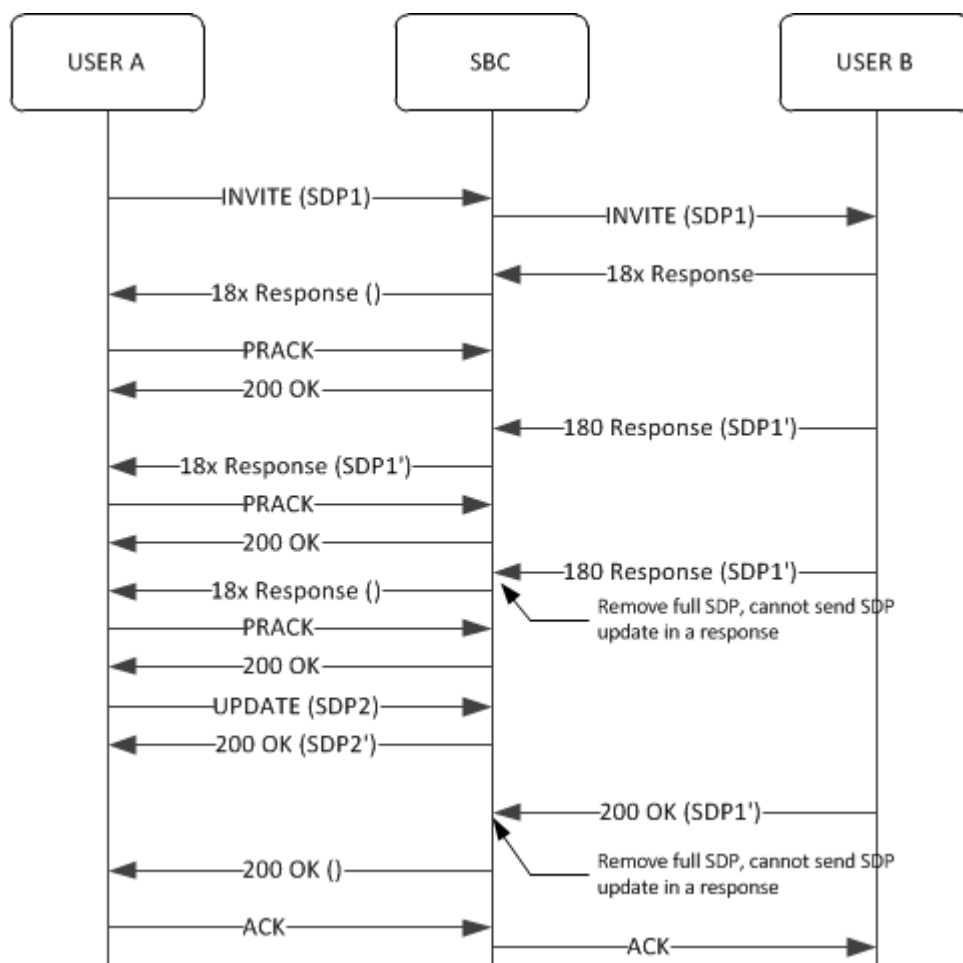 USER A
SBC
USER B
INVITE (SDP1)
INVITE (SDP1)
18x Response
18x Response ()
PRACK
200 OK
180 Response (SDP1')
18x Response (SDP1')
PRACK
200 OK
180 Response (SDP1')
18x Response ()
Remove full SDP, cannot send SDP
update in a response
PRACK
200 OK
UPDATE (SDP2)
200 OK (SDP2')
200 OK (SDP1')
Remove full SDP, cannot send SDP
update in a response
200 OK ()
ACK
ACK